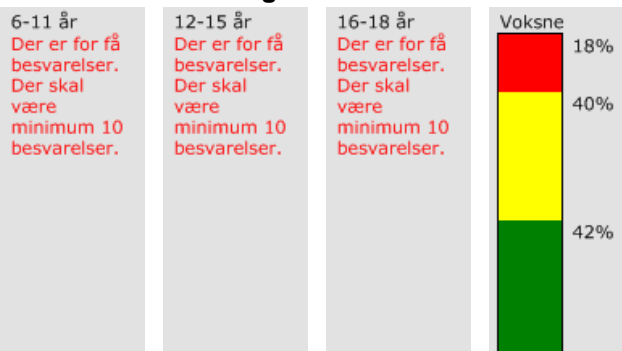 6-11 år
Der er for få
besvarelser.
Der skal
være
minimum 10
besvarelser.
12-15 år
Der er for få
besvarelser.
Der skal
være
minimum 10
besvarelser.
16-18 år
Der er for få
besvarelser.
Der skal
være
minimum 10
besvarelser.
Voksne
18%
40%
42%